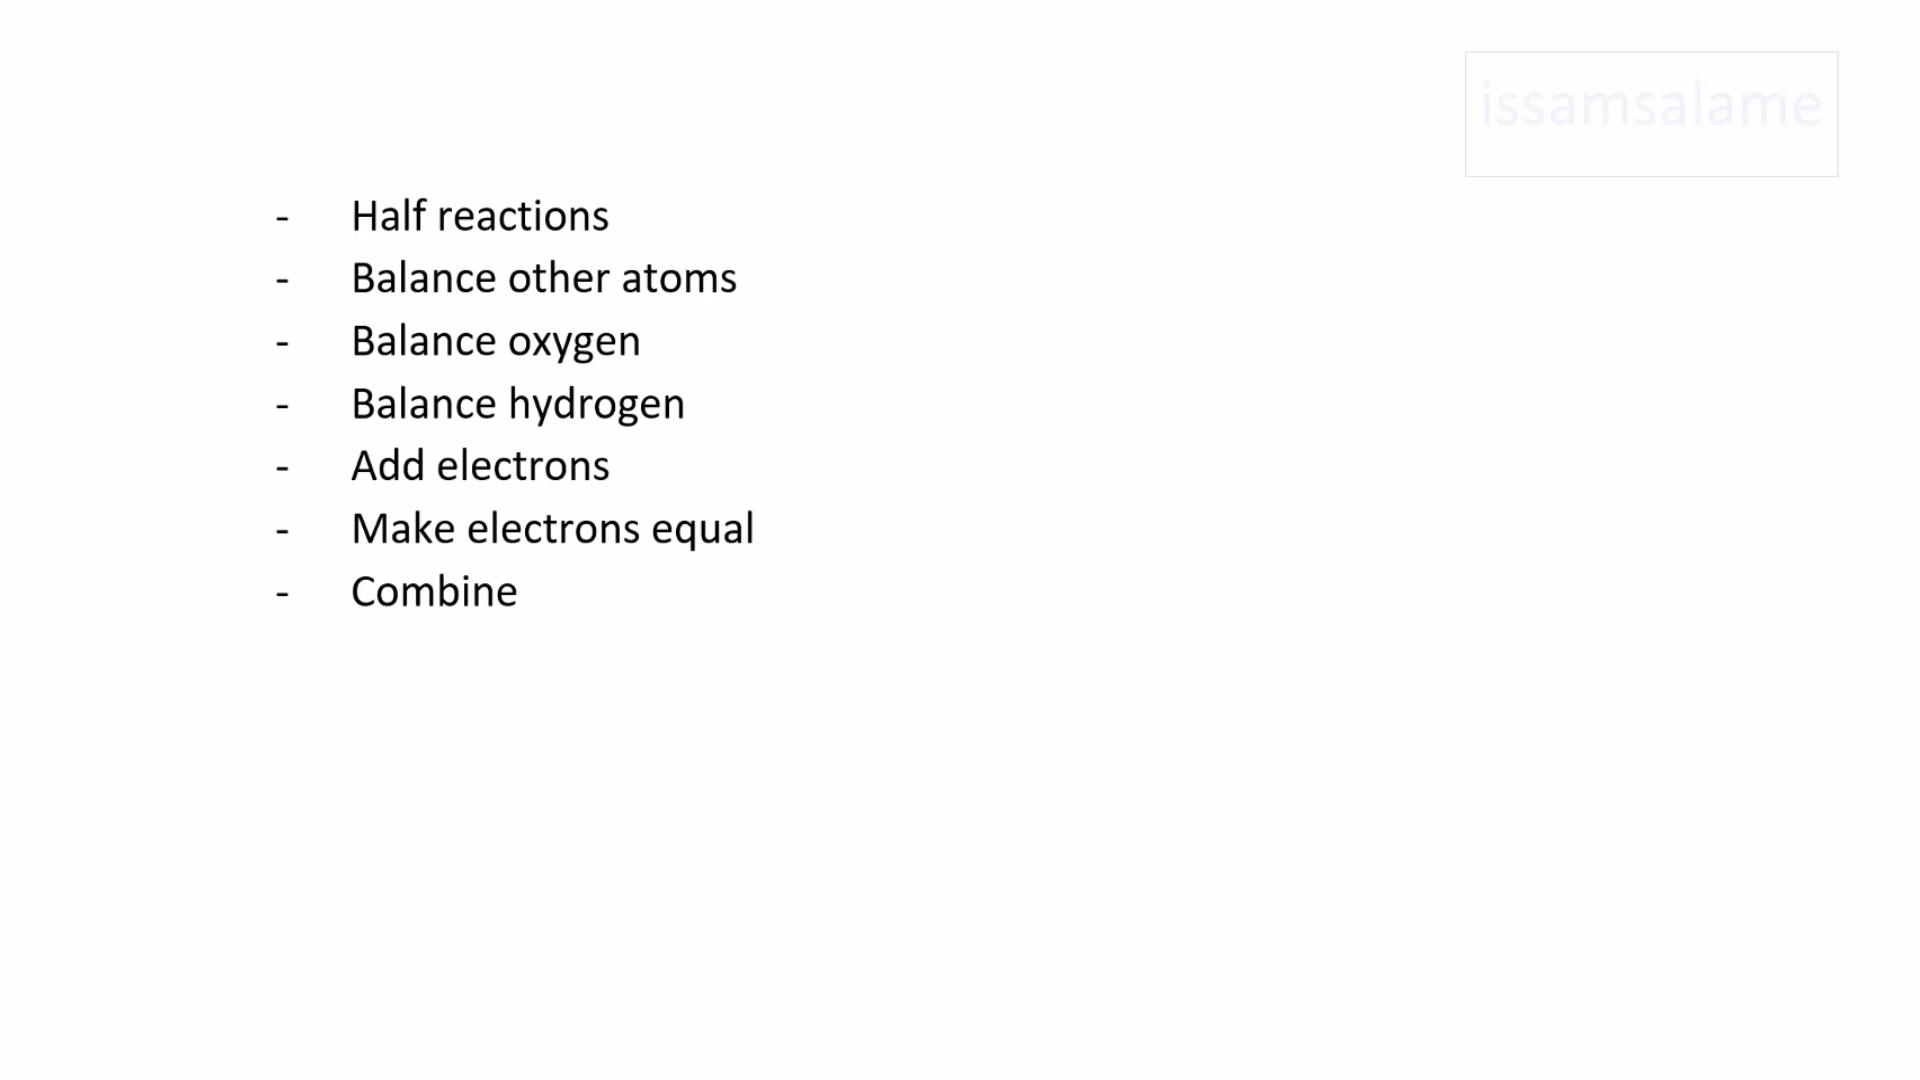 issamsalame
- Half reactions
- Balance other atoms
- Balance oxygen
- Balance hydrogen
- Add electrons
- Make electrons equal
- Combine